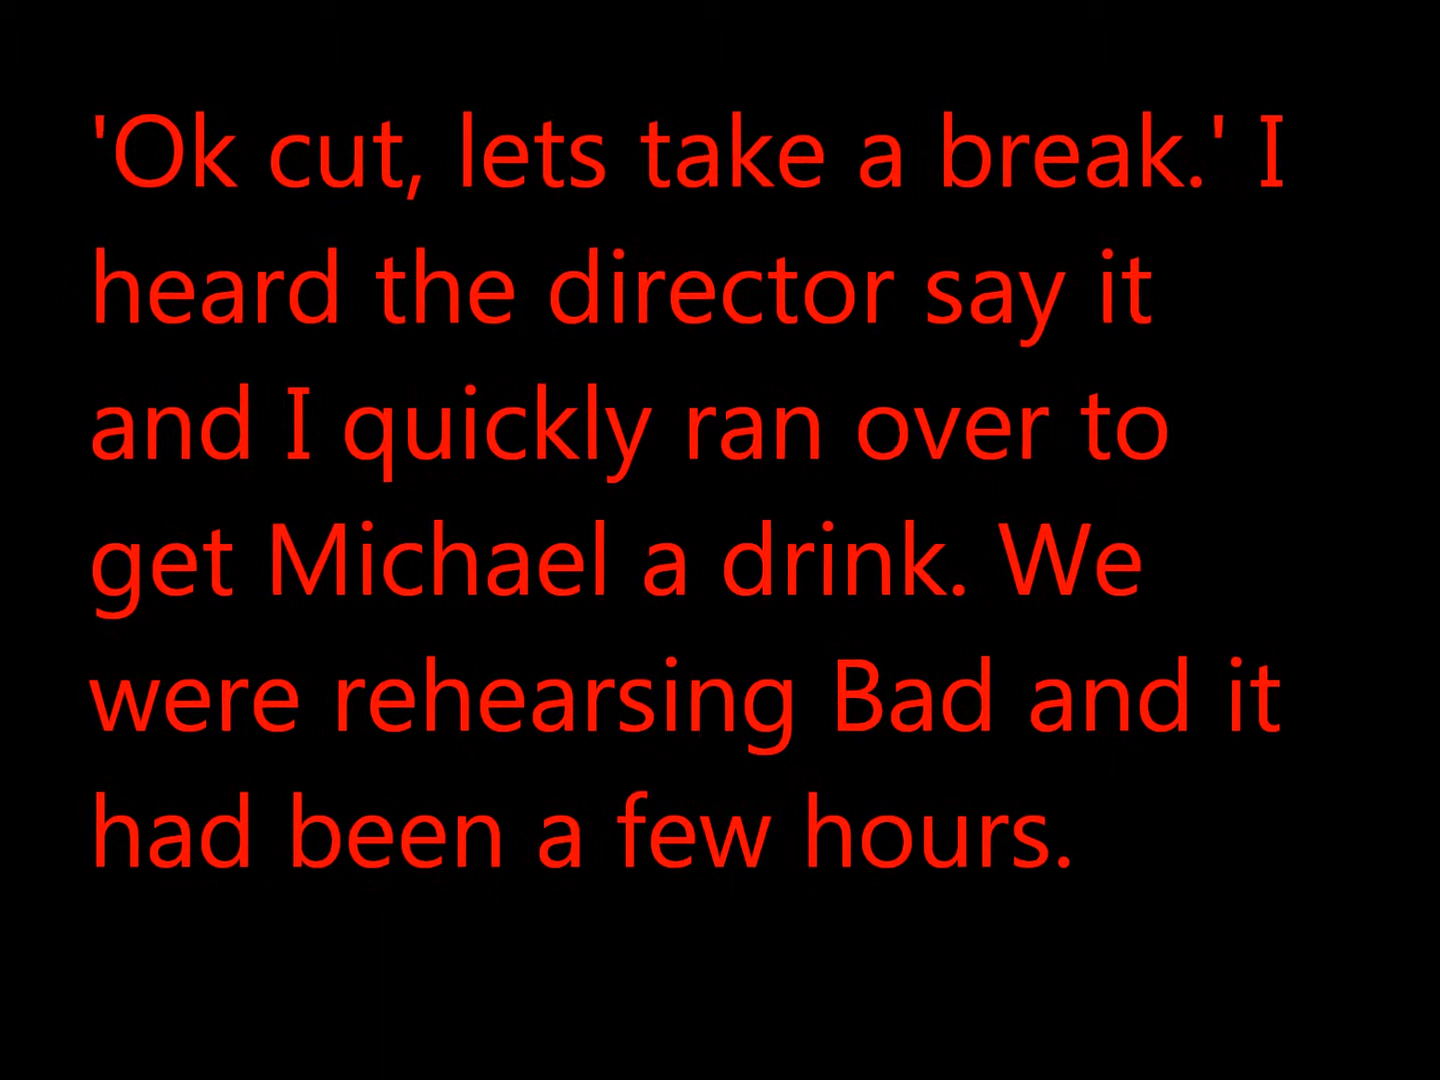 'Ok cut, lets take a break.' I
heard the director say it
and I quickly ran over to
get Michael a drink. We
were rehearsing Bad and it
had been a few hours.